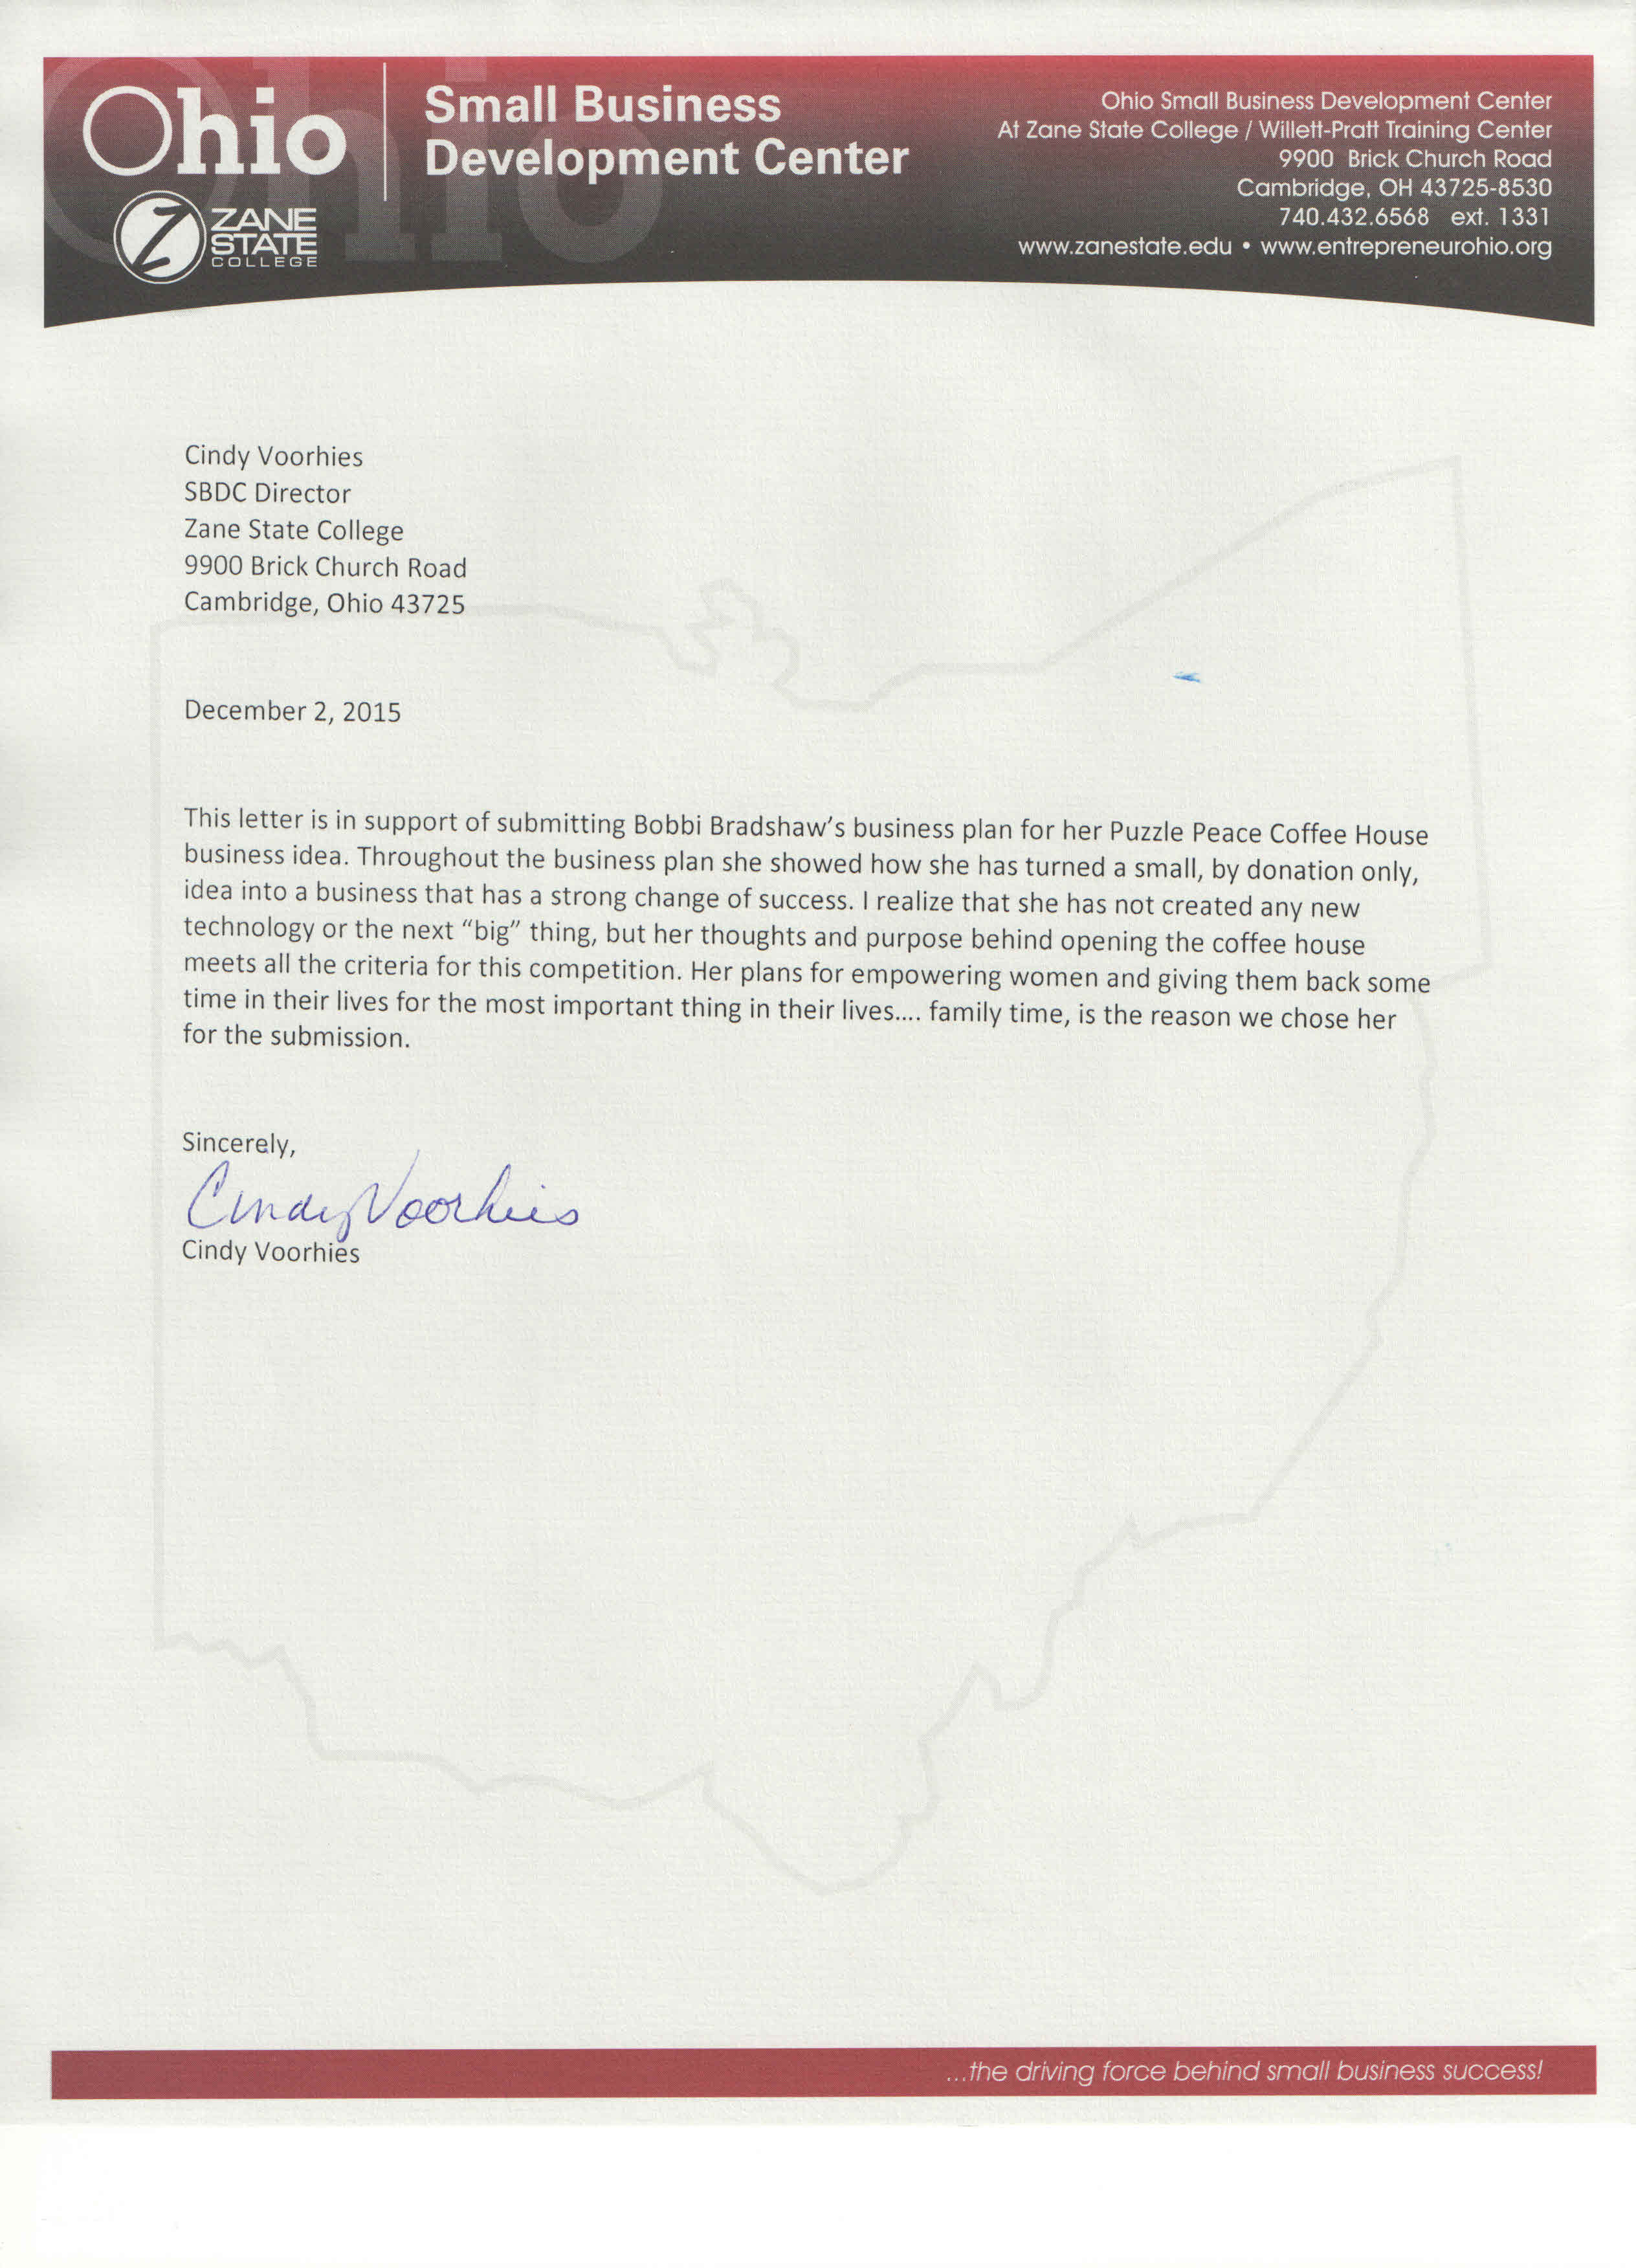 Ohio
Small Business
Development Center
ZANE
STATE
COLLEGE
Ohio Small Business Development Center
At Zane State College / Willett-Pratt Training Center
9900 Brick Church Road
Cambridge, OH 43725-8530
740.432.6568 ext. 1331
www.zanestate.edu • www.entrepreneurohio.org
Cindy Voorhies
SBDC Director
Zane State College
9900 Brick Church Road
Cambridge, Ohio 43725
December 2, 2015
This letter is in support of submitting Bobbi Bradshaw's business plan for her Puzzle Peace Coffee House
business idea. Throughout the business plan she showed how she has turned a small, by donation only,
idea into a business that has a strong change of success. I realize that she has not created any new
technology or the next “big” thing, but her thoughts and purpose behind opening the coffee house
meets all the criteria for this competition. Her plans for empowering women and giving them back some
time in their lives for the most important thing in their lives.... family time, is the reason we chose her
for the submission.
Sincerely,
Cindy Voorhies
Cindy Voorhies
...the driving force behind small business success!